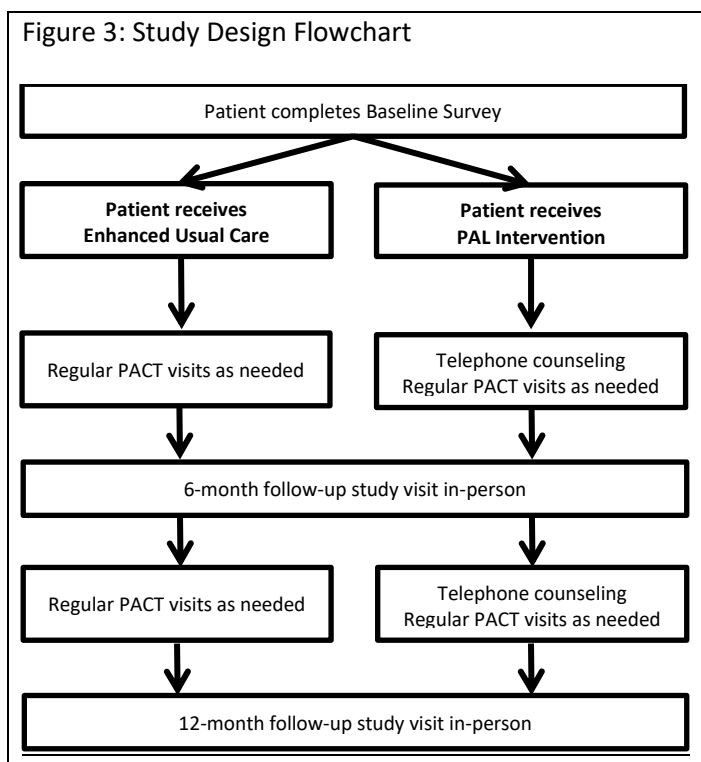 Figure 3: Study Design Flowchart
Patient completes Baseline Survey
Patient receives
Enhanced Usual Care
Patient receives
PAL Intervention
Regular PACT visits as needed
Telephone counseling
Regular PACT visits as needed
6-month follow-up study visit in-person
Regular PACT visits as needed
Telephone counseling
Regular PACT visits as needed
12-month follow-up study visit in-person